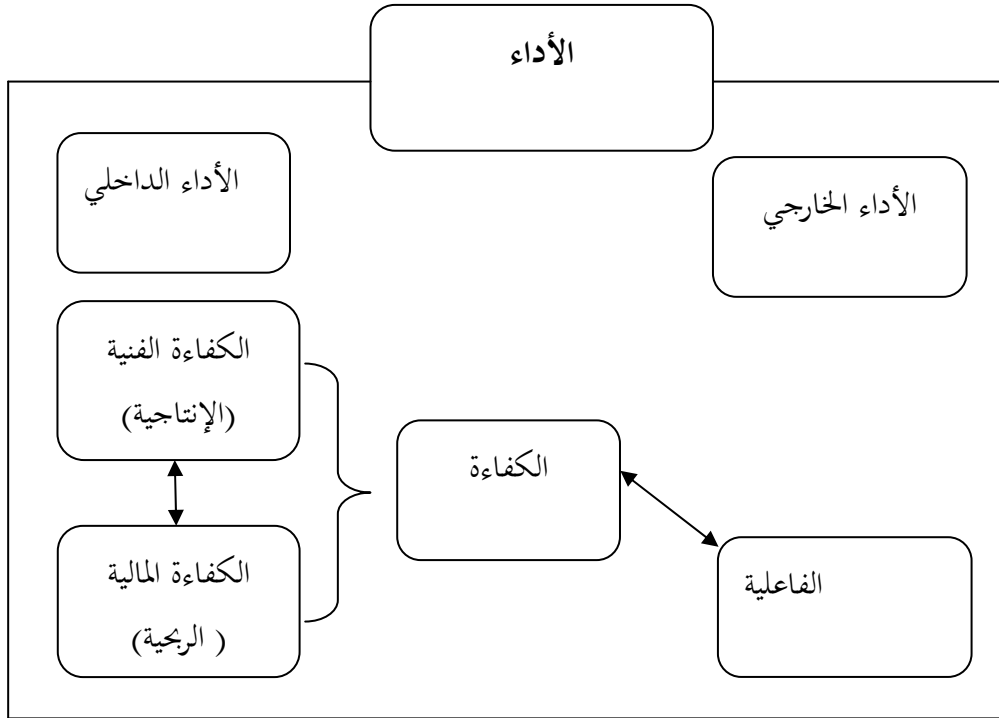 الأداء
الأداء الخارجي
الأداء الداخلي
الكفاءة الفنية
(الإنتاجية)
الكفاءة
الكفاءة المالية
( الربحية)
الفاعلية